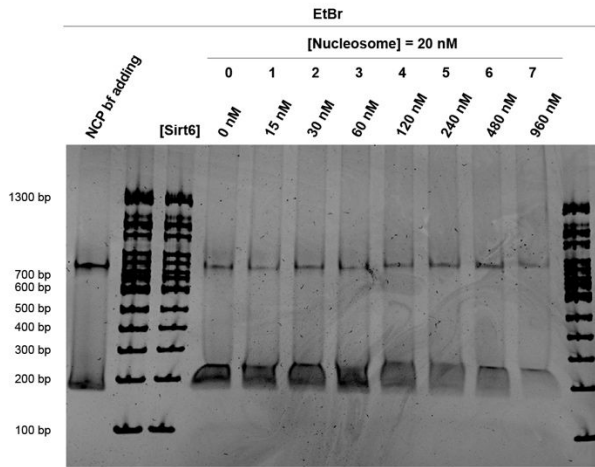 EtBr
[Nucleosome] = 20 nM
NCP bf adding
[Sirt6]
0 1 2 3 4 5 6 7
0 nM 15 nM 30 nM 60 nM 120 nM 240 nM 480 nM 960 nM
1300 bp
700 bp
600 bp
500 bp
400 bp
300 bp
200 bp
100 bp